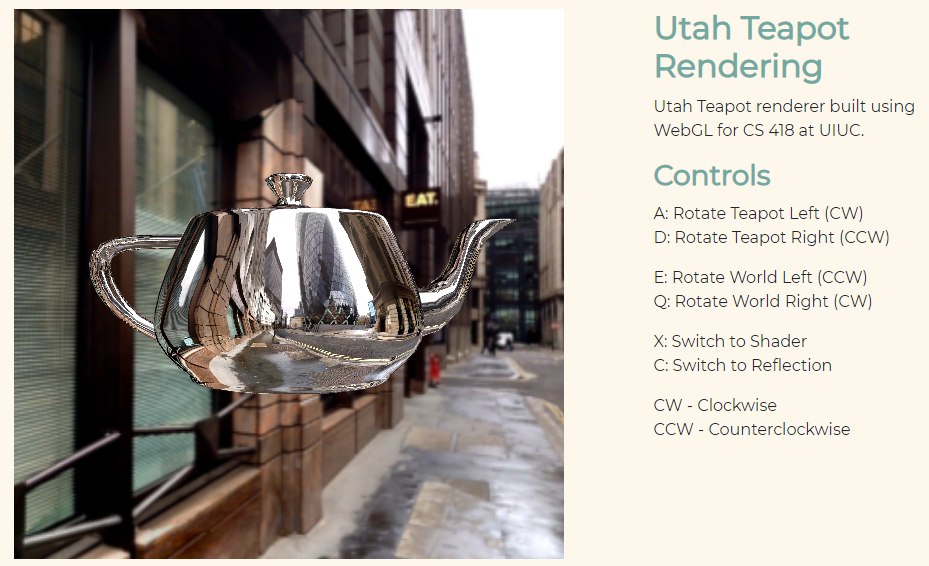 EAT.
Utah Teapot
Rendering
Utah Teapot renderer built using
WebGL for CS 418 at UIUC.
Controls
A: Rotate Teapot Left (CW)
D: Rotate Teapot Right (CCW)
E: Rotate World Left (CCW)
Q: Rotate World Right (CW)
X: Switch to Shader
C: Switch to Reflection
CW - Clockwise
CCW - Counterclockwise